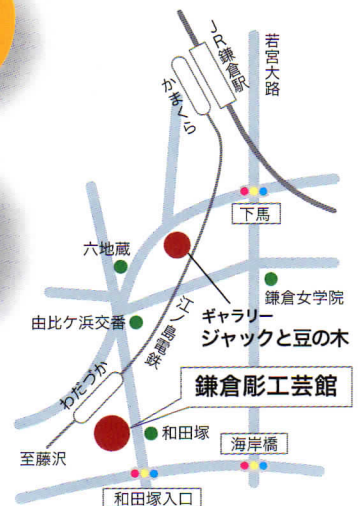 JR鎌倉駅
若宮大路
かまくら
下馬
六地蔵
鎌倉女学院
由比ケ浜交番
江ノ島電鉄
ギャラリー
ジャックと豆の木
わだづか
鎌倉彫工芸館
和田塚
海岸橋
至藤沢
和田塚入口